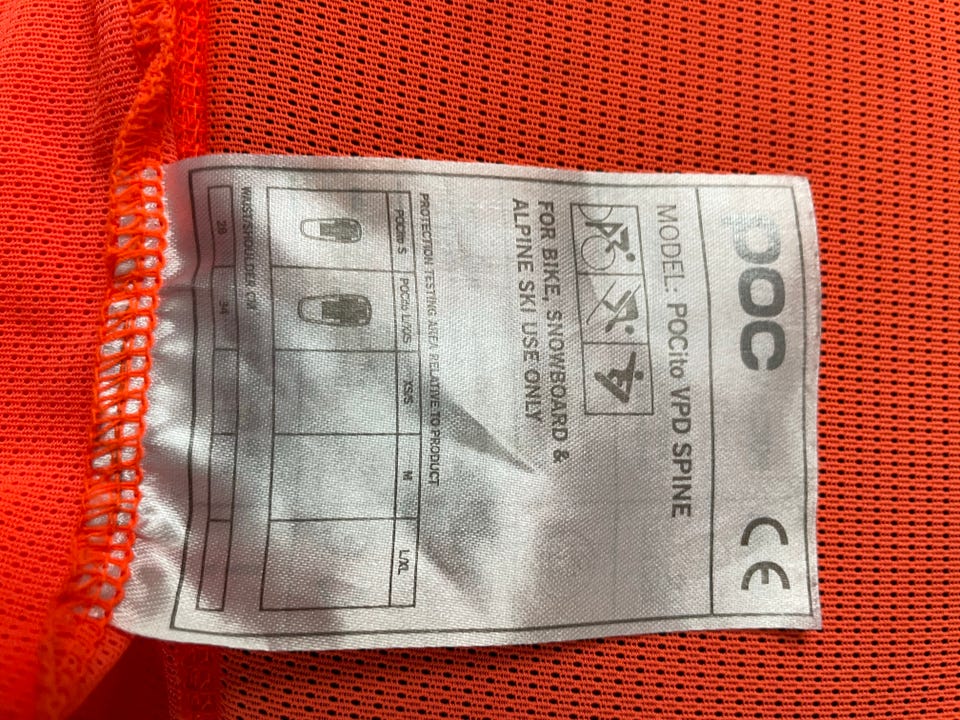 poc CE
MODEL: POCito VPD SPINE
FOR BIKE, SNOWBOARD &
ALPINE SKI USE ONLY
PROTECTION TESTING AREA RELATIVE TO PRODUCT
POCito S POCito L/XS XS/S M L/XL
WAIST/SHOULDER, CM
28 34